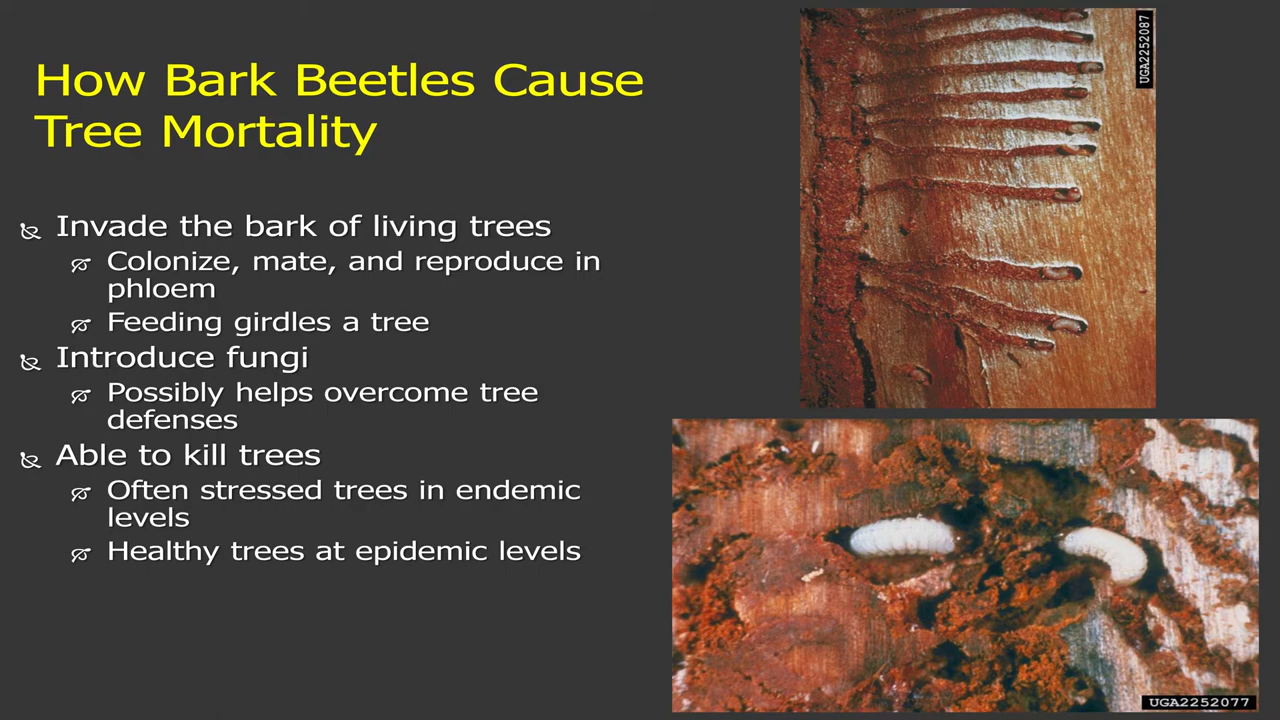 How Bark Beetles Cause
Tree Mortality
Invade the bark of living trees
Colonize, mate, and reproduce in
phloem
Feeding girdles a tree
Introduce fungi
Possibly helps overcome tree
defenses
Able to kill trees
Often stressed trees in endemic
levels
Healthy trees at epidemic levels
UGA2252087
UGA2252077